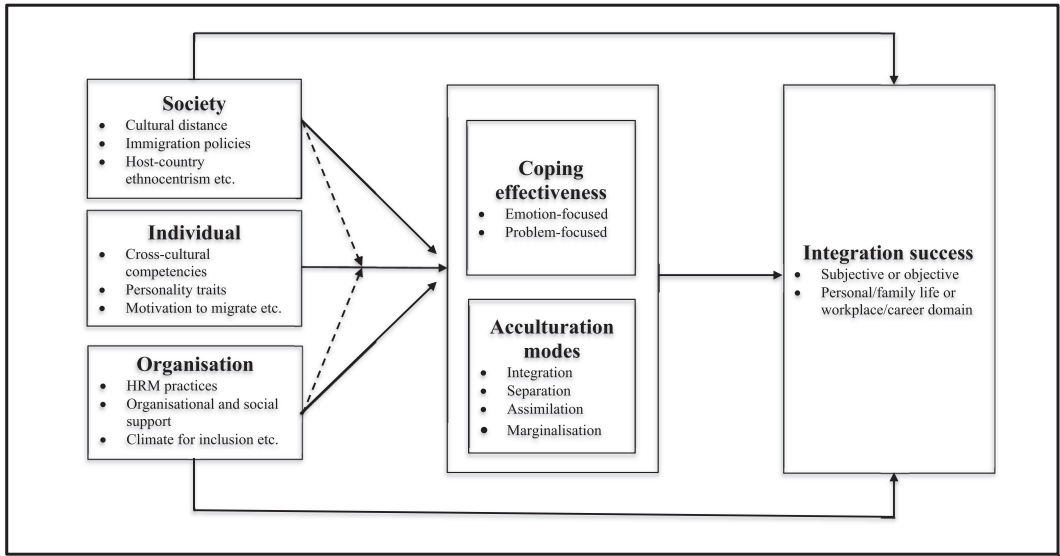 Society
• Cultural distance
• Immigration policies
• Host-country
ethnocentrism etc.
Individual
• Cross-cultural
competencies
• Personality traits
• Motivation to migrate etc.
Organisation
• HRM practices
• Organisational and social
support
• Climate for inclusion etc.
Coping
effectiveness
• Emotion-focused
• Problem-focused
Acculturation
modes
• Integration
• Separation
• Assimilation
• Marginalisation
Integration success
• Subjective or objective
• Personal/family life or
workplace/career domain